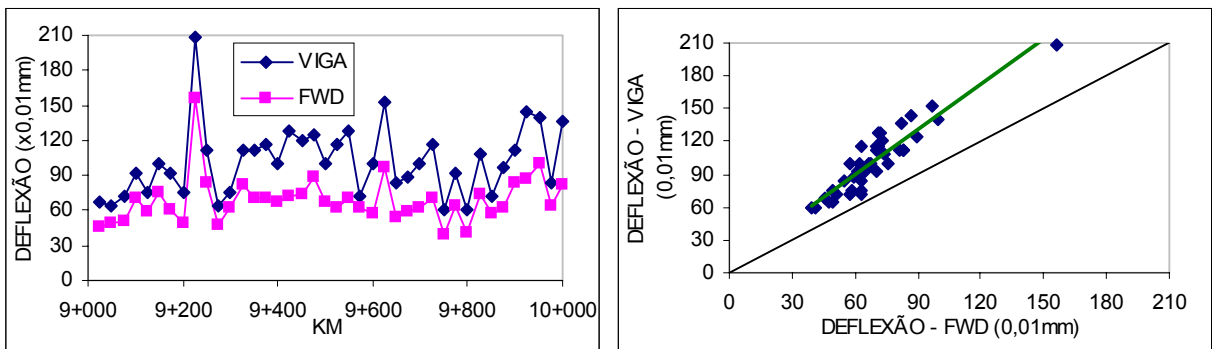 DEFLEXÃO (x0,01mm)
210
180
150
120
90
60
30
0
VIGA
FWD
9+000 9+200 9+400 9+600 9+800 10+000
KM
DEFLEXÃO - VIGA
(0,01mm)
210
180
150
120
90
60
30
0
0 30 60 90 120 150 180 210
DEFLEXÃO - FWD (0,01mm)